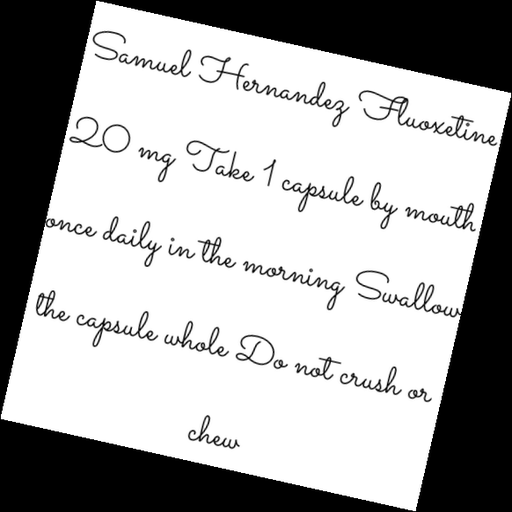 Samuel Hernandez Fluoxetine
20 mg Take 1 capsule by mouth
once daily in the morning Swallow
the capsule whole Do not crush or
chew